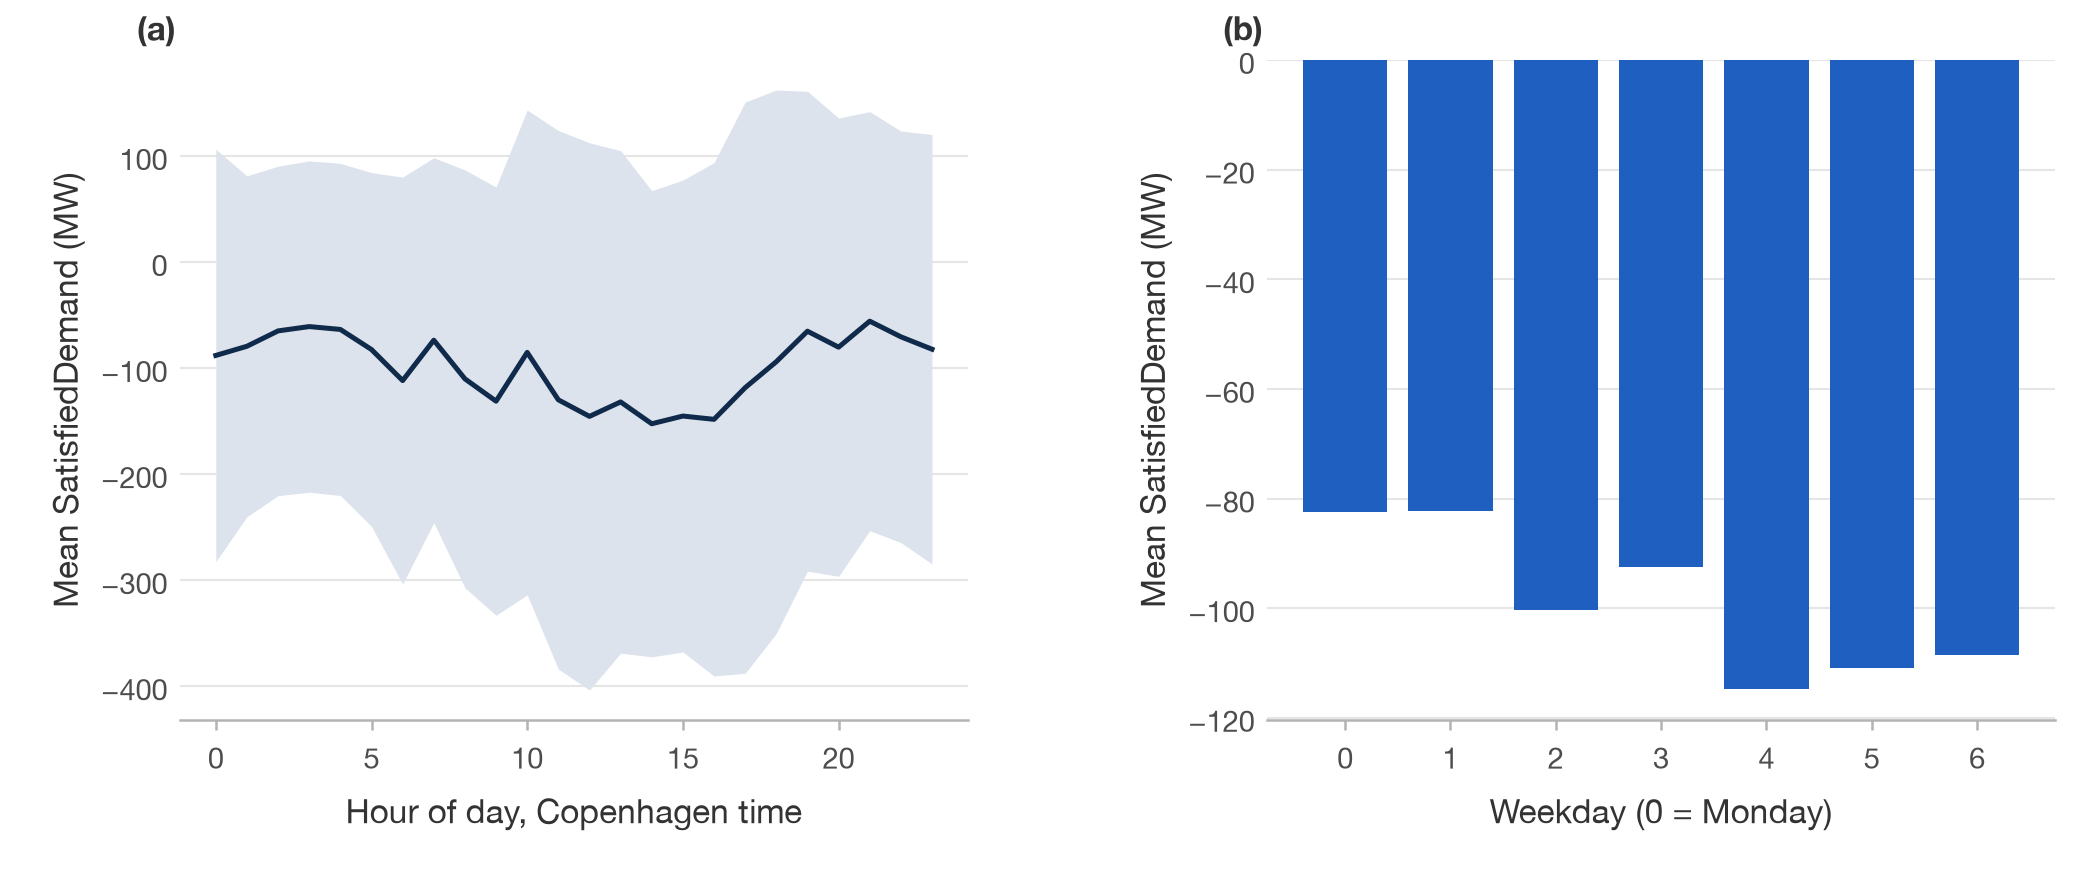 (a)
Mean SatisfiedDemand (MW)
100
0
−100
−200
−300
−400
0 5 10 15 20
Hour of day, Copenhagen time
(b)
Mean SatisfiedDemand (MW)
0
−20
−40
−60
−80
−100
−120
0 1 2 3 4 5 6
Weekday (0 = Monday)